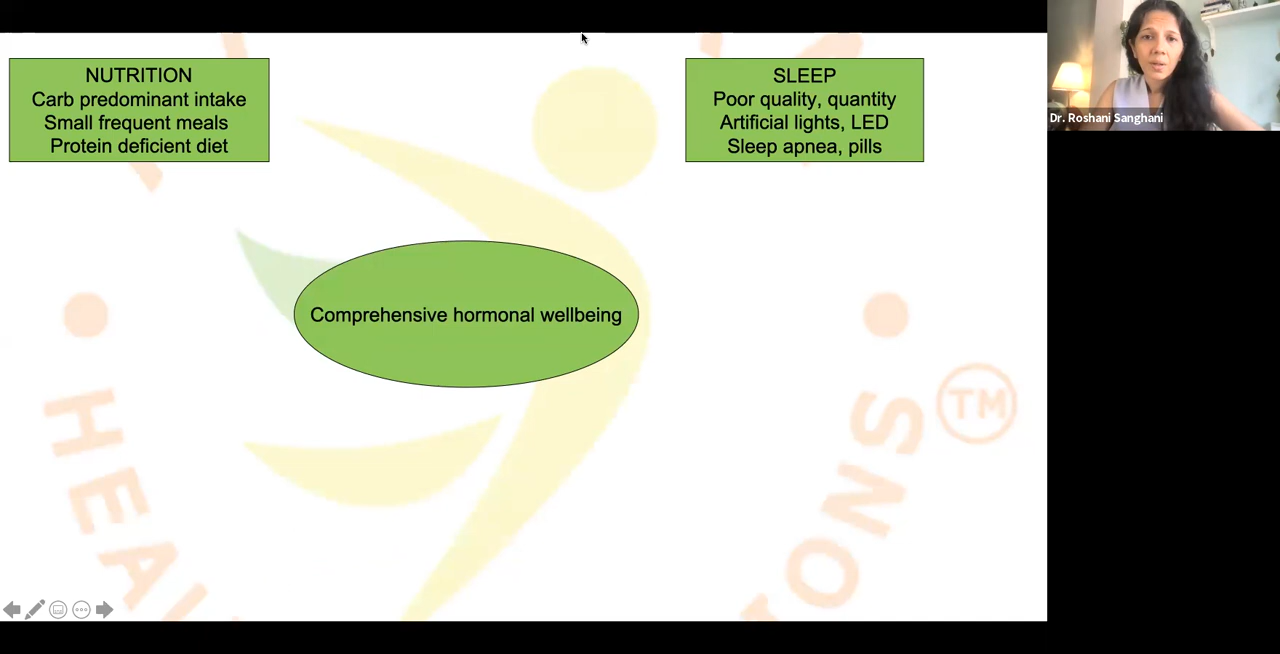 NUTRITION
Carb predominant intake
Small frequent meals
Protein deficient diet
SLEEP
Poor quality, quantity
Artificial lights, LED
Sleep apnea, pills
Dr. Roshani Sanghani
Comprehensive hormonal wellbeing
TM